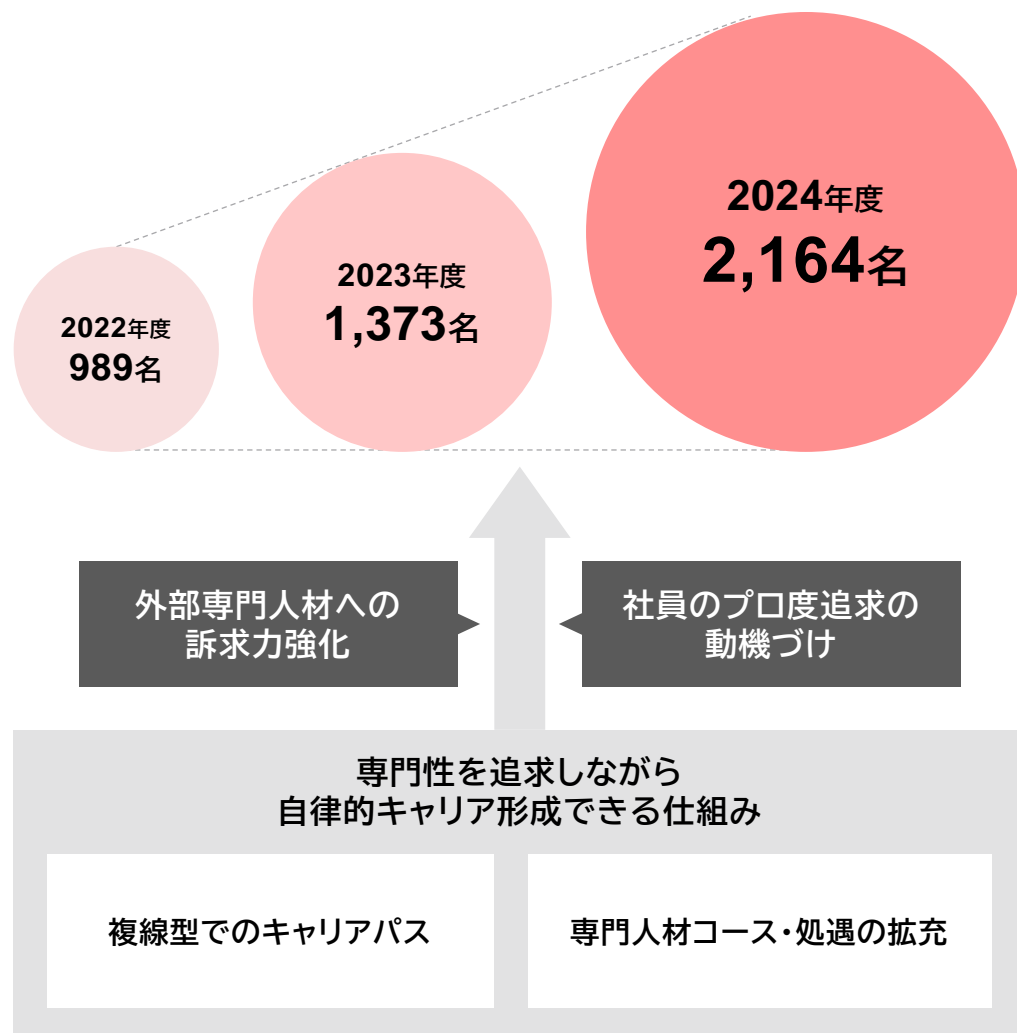 2022年度
989名
2023年度
1,373名
2024年度
2,164名
外部専門人材への
訴求力強化
社員のプロ度追求の
動機づけ
専門性を追求しながら
自律的キャリア形成できる仕組み
複線型でのキャリアパス
専門人材コース・処遇の拡充